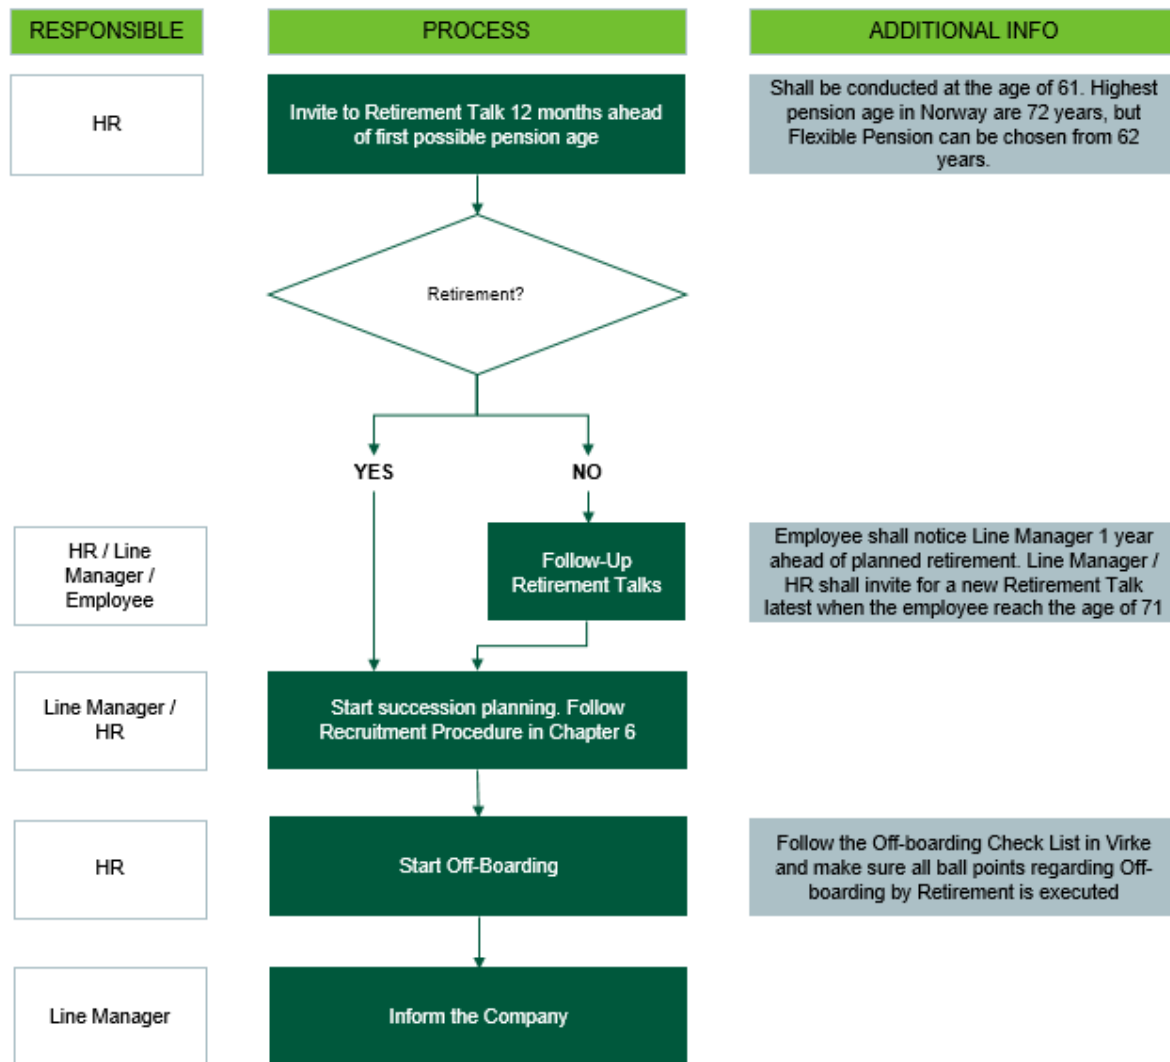 RESPONSIBLE
PROCESS
ADDITIONAL INFO
HR
Invite to Retirement Talk 12 months ahead
of first possible pension age
Shall be conducted at the age of 61. Highest
pension age in Norway are 72 years, but
Flexible Pension can be chosen from 62
years.
Retirement?
YES
NO
HR / Line
Manager /
Employee
Follow-Up
Retirement Talks
Employee shall notice Line Manager 1 year
ahead of planned retirement. Line Manager /
HR shall invite for a new Retirement Talk
latest when the employee reach the age of 71
Line Manager /
HR
Start succession planning. Follow
Recruitment Procedure in Chapter 6
HR
Start Off-Boarding
Follow the Off-boarding Check List in Virke
and make sure all ball points regarding Off-
boarding by Retirement is executed
Line Manager
Inform the Company